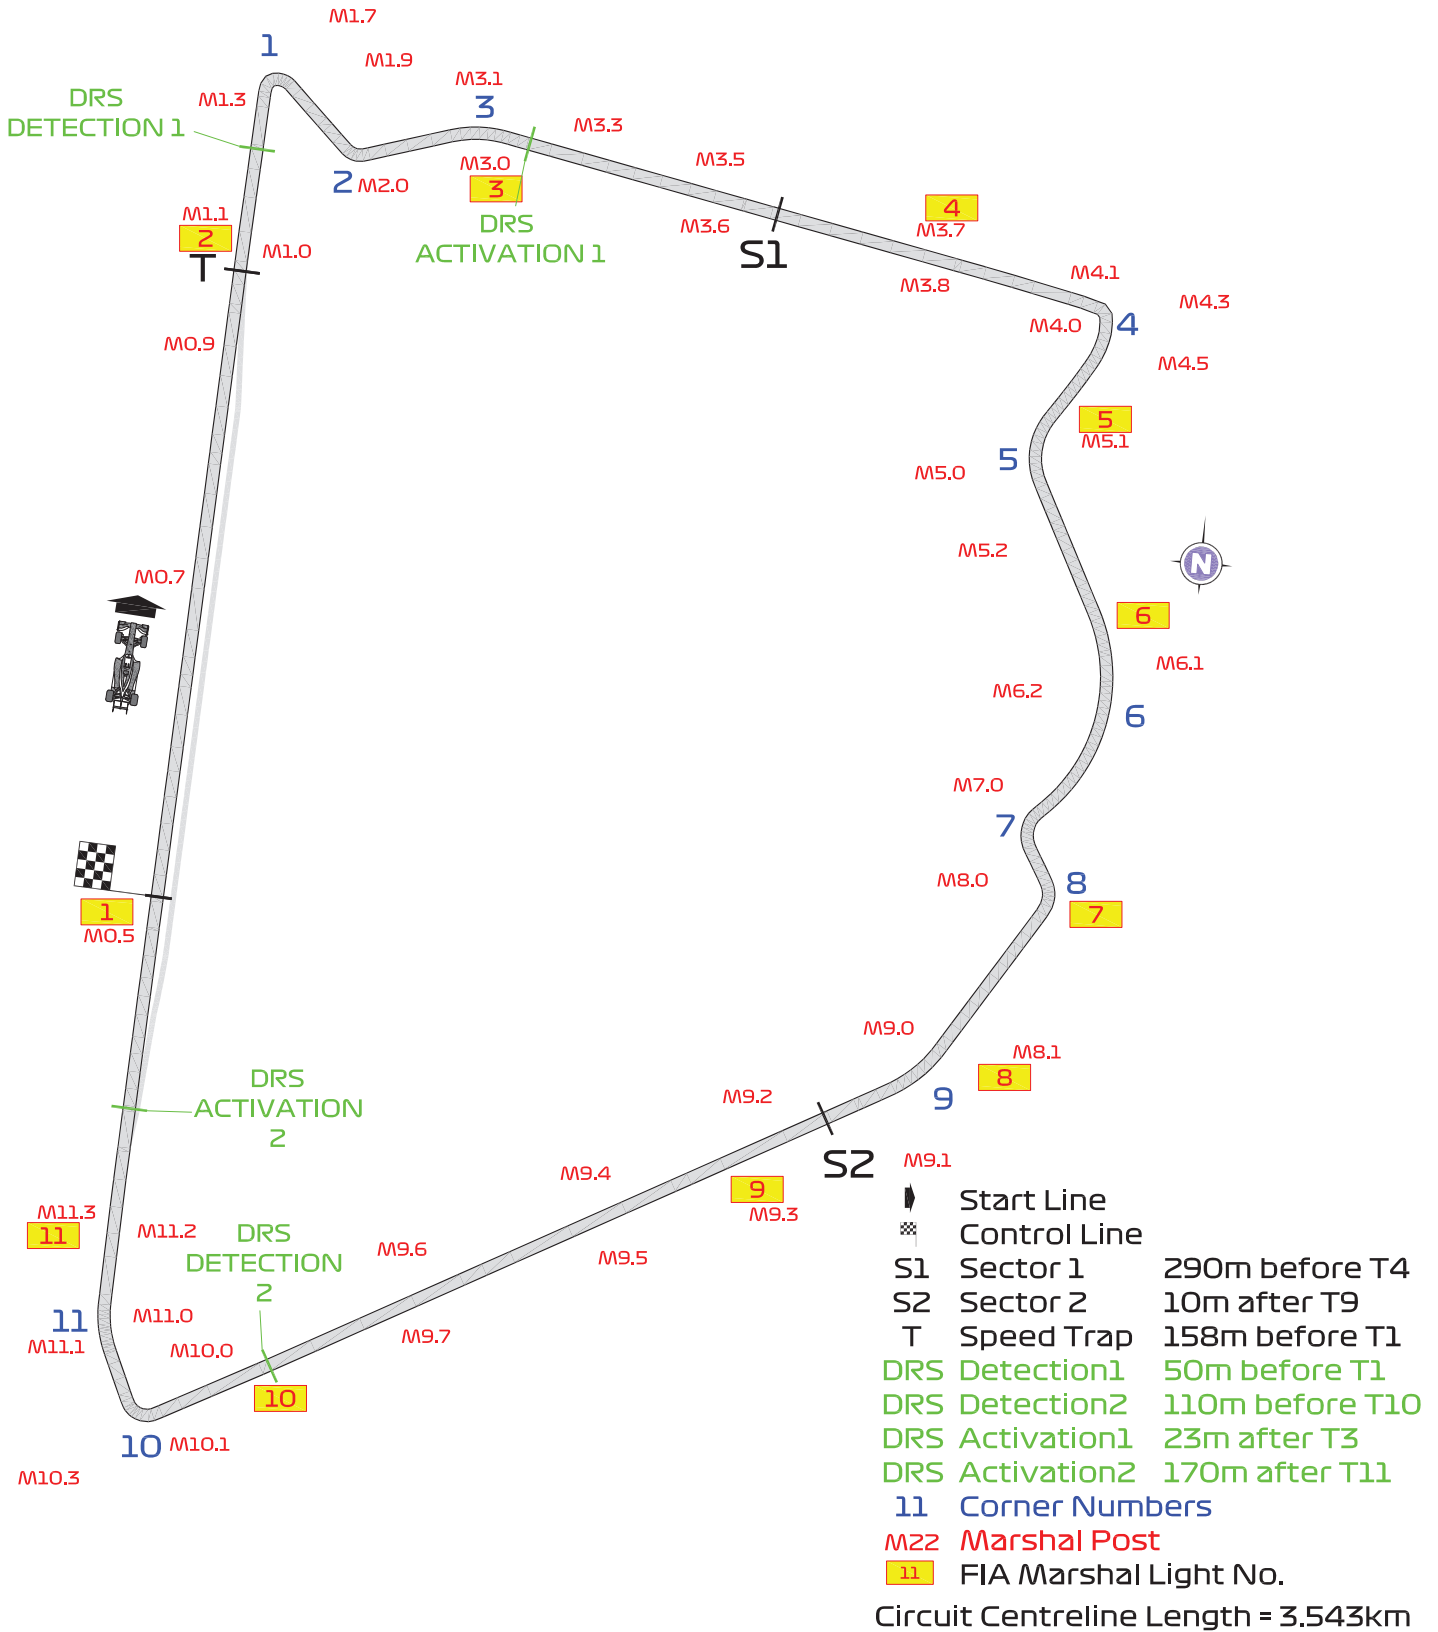 M1.7
1
M1.9
M3.1
DRS
DETECTION 1
M1.3
3
M3.3
M3.5
M3.0
2
M2.0
3
M3.6
M1.1
2
M1.0
T
DRS
ACTIVATION 1
S1
4
M3.7
M3.8
M4.1
M4.3
M4.0
4
M0.9
M4.5
5
M5.1
5
M5.0
M5.2
N
M0.7
6
M6.1
M6.2
6
M7.0
7
M8.0
8
7
1
M0.5
M9.0
M8.1
8
9
M9.2
DRS
ACTIVATION
2
S2
M9.1
M9.4
9
M9.3
M11.3
11
M11.2
DRS
DETECTION
2
M9.6
M9.5
11
M11.0
M11.1
M10.0
M9.7
10
10
M10.1
M10.3
Start Line
Control Line
S1 Sector 1 290m before T4
S2 Sector 2 10m after T9
T Speed Trap 158m before T1
DRS Detection1 50m before T1
DRS Detection2 110m before T10
DRS Activation1 23m after T3
DRS Activation2 170m after T11
11 Corner Numbers
M22 Marshal Post
11 FIA Marshal Light No.
Circuit Centreline Length = 3.543km